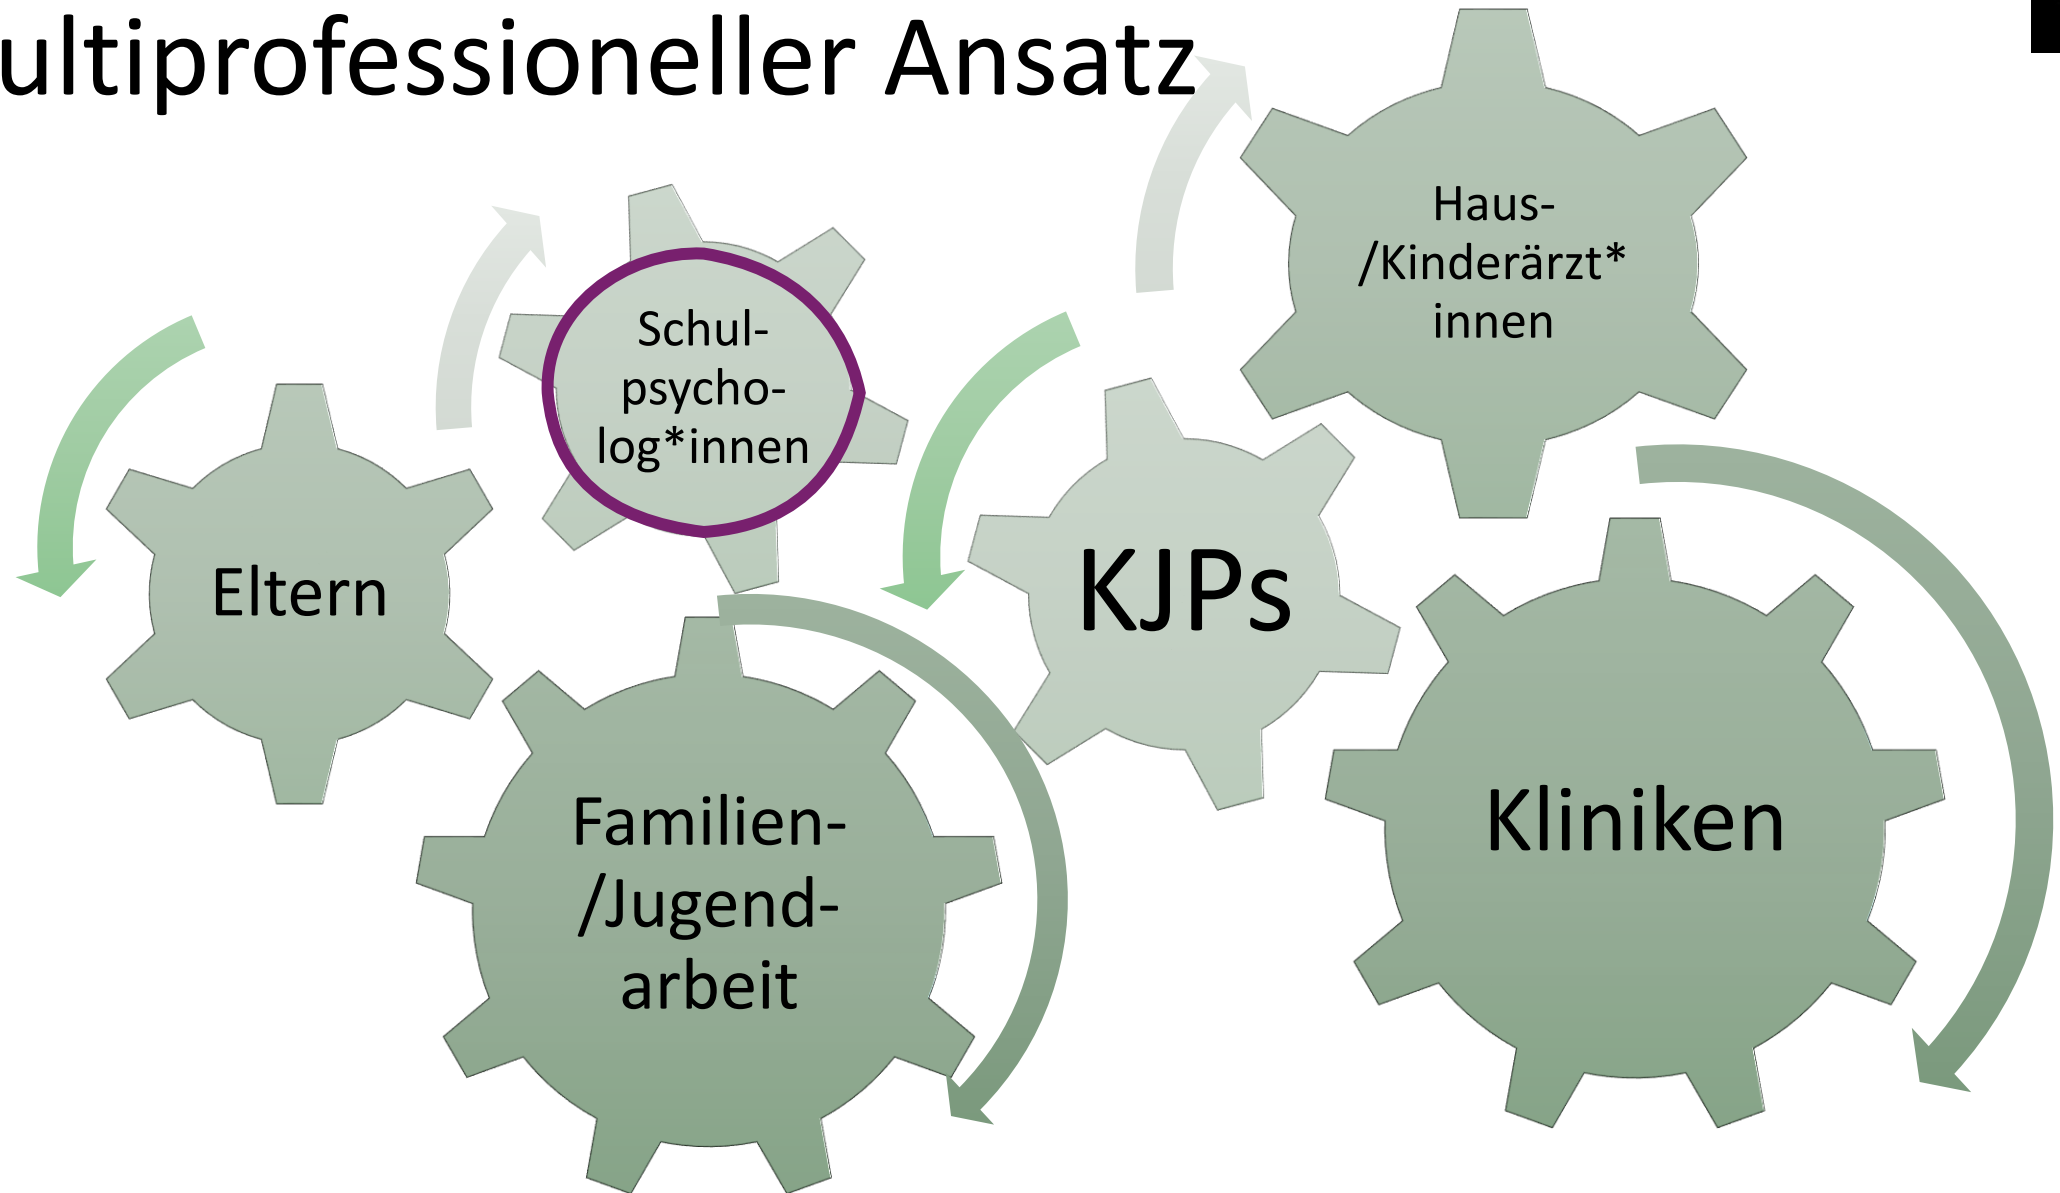 ultiprofessioneller Ansatz
Haus-
/Kinderärzt*
innen
Schul-
psycho-
log*innen
Eltern
KJPs
Familien-
/Jugend-
arbeit
Kliniken